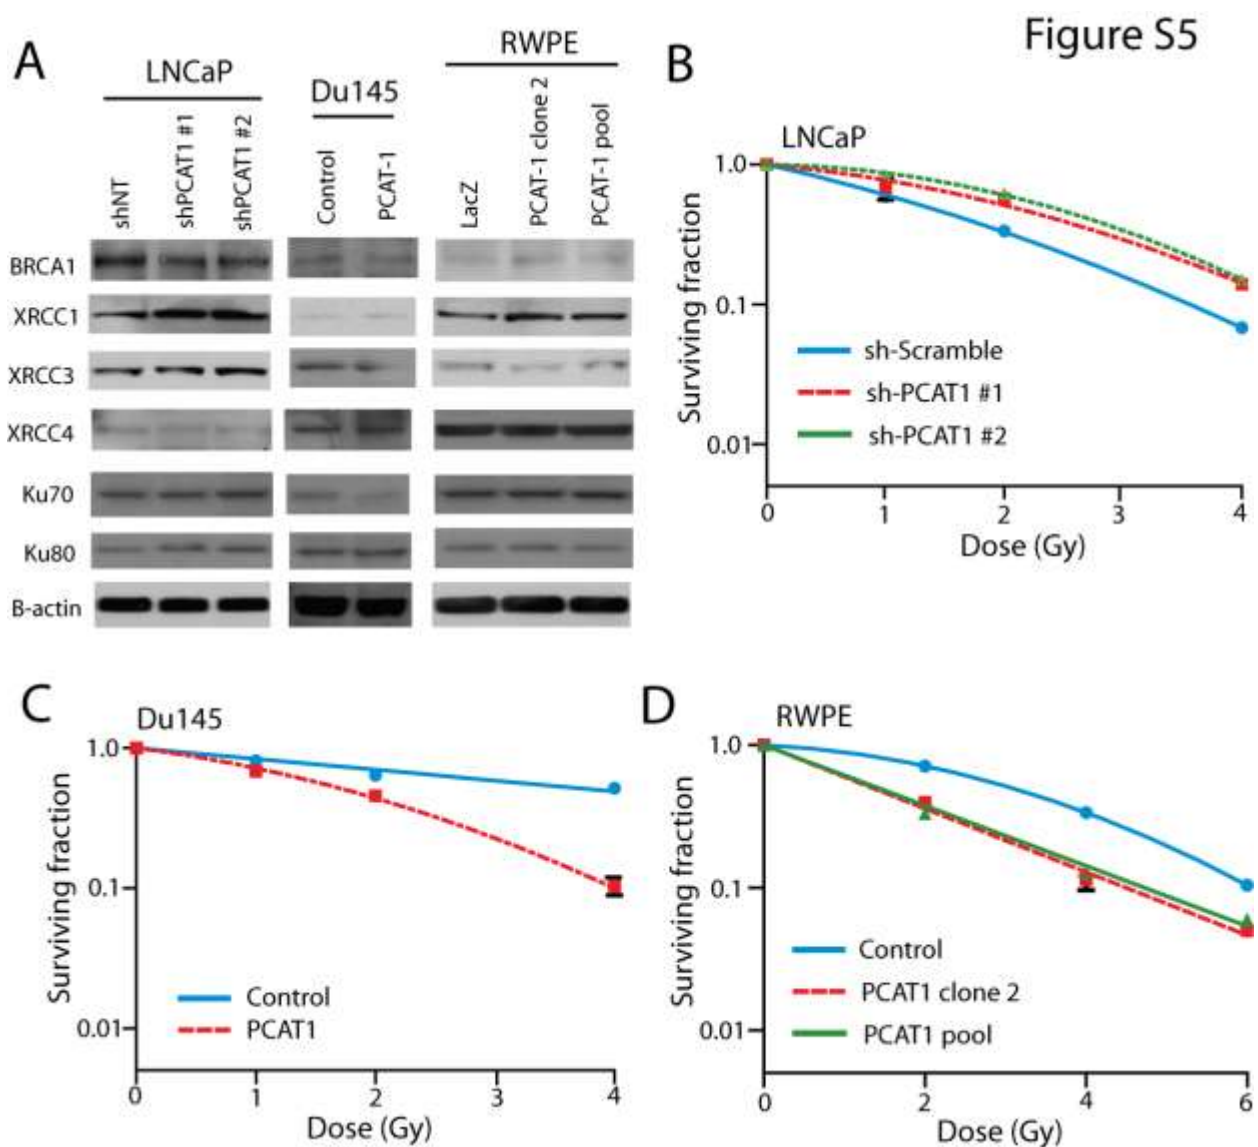 Figure S5
A
LNCaP
Du145
RWPE
shNT
shPCAT1 #1
shPCAT1 #2
Control
PCAT-1
LacZ
PCAT-1 clone 2
PCAT-1 pool
BRCA1
XRCC1
XRCC3
XRCC4
Ku70
Ku80
B-actin
B
LNCaP
Surviving fraction
1.0
0.1
0.01
sh-Scramble
sh-PCAT1 #1
sh-PCAT1 #2
0 1 2 3 4
Dose (Gy)
C
Du145
Surviving fraction
1.0
0.1
0.01
Control
PCAT1
0 1 2 3 4
Dose (Gy)
D
RWPE
Surviving fraction
1.0
0.1
0.01
Control
PCAT1 clone 2
PCAT1 pool
0 2 4 6
Dose (Gy)